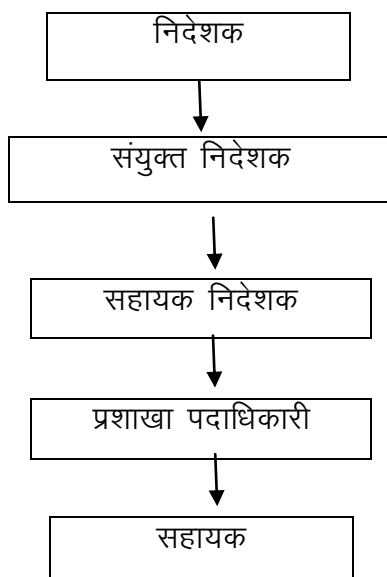 निदेशक
संयुक्त निदेशक
सहायक निदेशक
प्रशाखा पदाधिकारी
सहायक